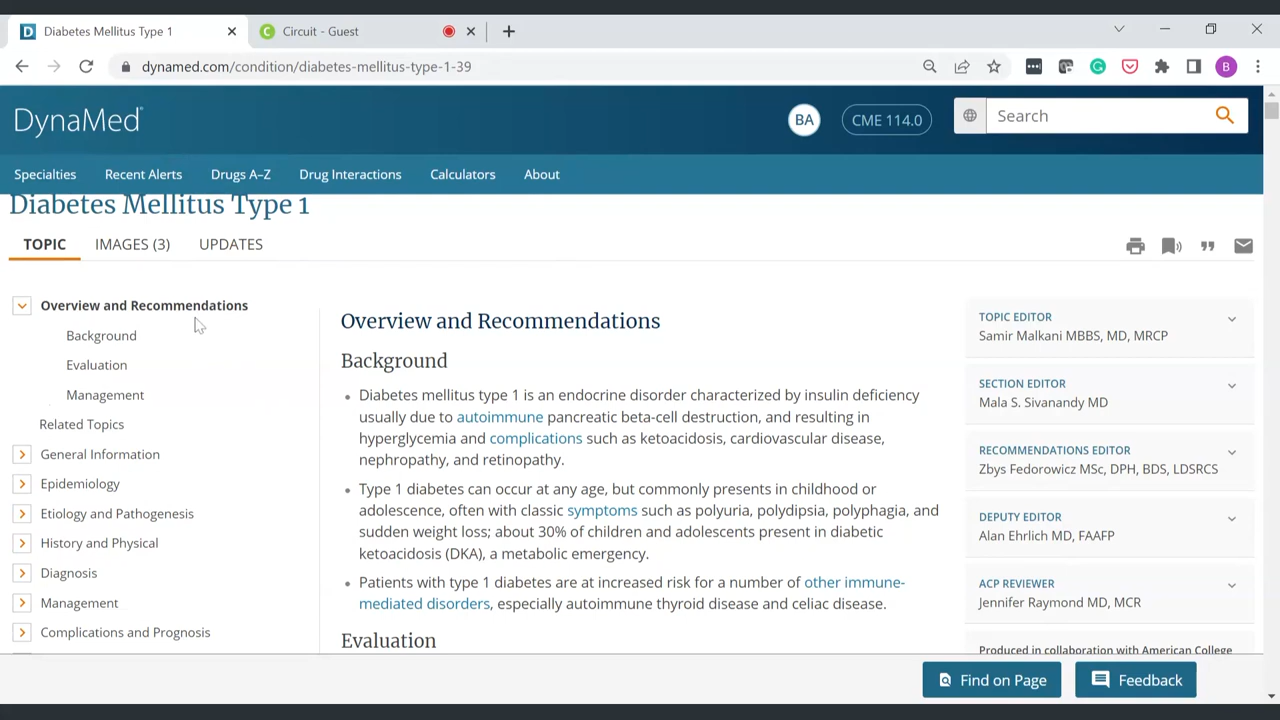 Diabetes Mellitus Type 1
Circuit - Guest
dynamed.com/condition/diabetes-mellitus-type-1-39
B
DynaMed
BA
CME 114.0
Search
Specialties
Recent Alerts
Drugs A–Z
Drug Interactions
Calculators
About
Diabetes Mellitus Type 1
TOPIC
IMAGES (3)
UPDATES
Overview and Recommendations
Background
Evaluation
Management
Related Topics
General Information
Epidemiology
Etiology and Pathogenesis
History and Physical
Diagnosis
Management
Complications and Prognosis
Overview and Recommendations
Background
Diabetes mellitus type 1 is an endocrine disorder characterized by insulin deficiency
usually due to autoimmune pancreatic beta-cell destruction, and resulting in
hyperglycemia and complications such as ketoacidosis, cardiovascular disease,
nephropathy, and retinopathy.
Type 1 diabetes can occur at any age, but commonly presents in childhood or
adolescence, often with classic symptoms such as polyuria, polydipsia, polyphagia, and
sudden weight loss; about 30% of children and adolescents present in diabetic
ketoacidosis (DKA), a metabolic emergency.
Patients with type 1 diabetes are at increased risk for a number of other immune-
mediated disorders, especially autoimmune thyroid disease and celiac disease.
Evaluation
TOPIC EDITOR
Samir Malkani MBBS, MD, MRCP
SECTION EDITOR
Mala S. Sivanandy MD
RECOMMENDATIONS EDITOR
Zbys Fedorowicz MSc, DPH, BDS, LDSRCS
DEPUTY EDITOR
Alan Ehrlich MD, FAAFP
ACP REVIEWER
Jennifer Raymond MD, MCR
Produced in collaboration with American College
Find on Page
Feedback